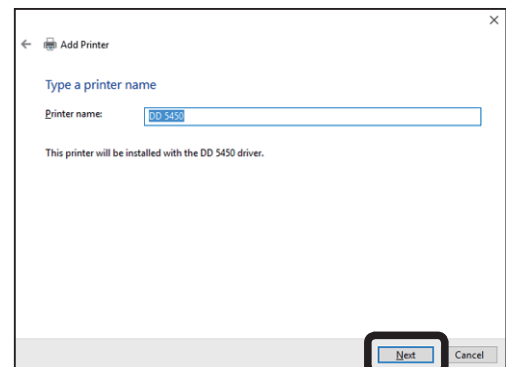 Add Printer
Type a printer name
Printer name: DD 5450
This printer will be installed with the DD 5450 driver.
Next Cancel